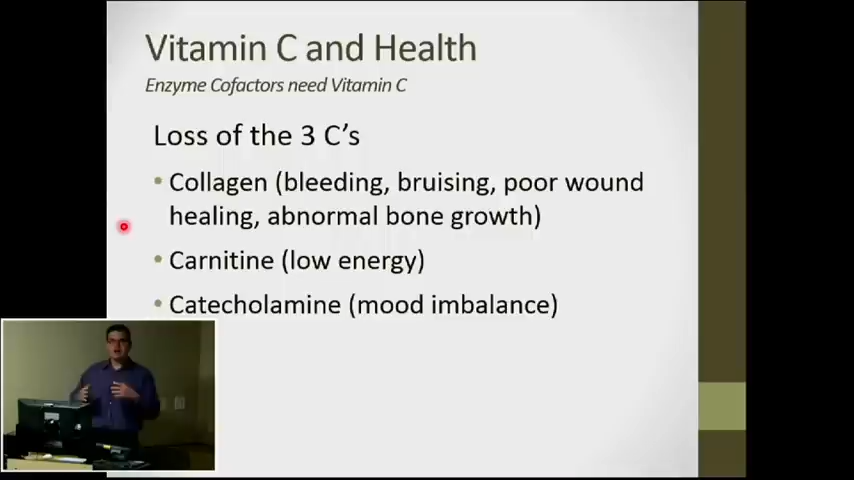 Vitamin C and Health
Enzyme Cofactors need Vitamin C
Loss of the 3 C's
• Collagen (bleeding, bruising, poor wound
healing, abnormal bone growth)
• Carnitine (low energy)
• Catecholamine (mood imbalance)